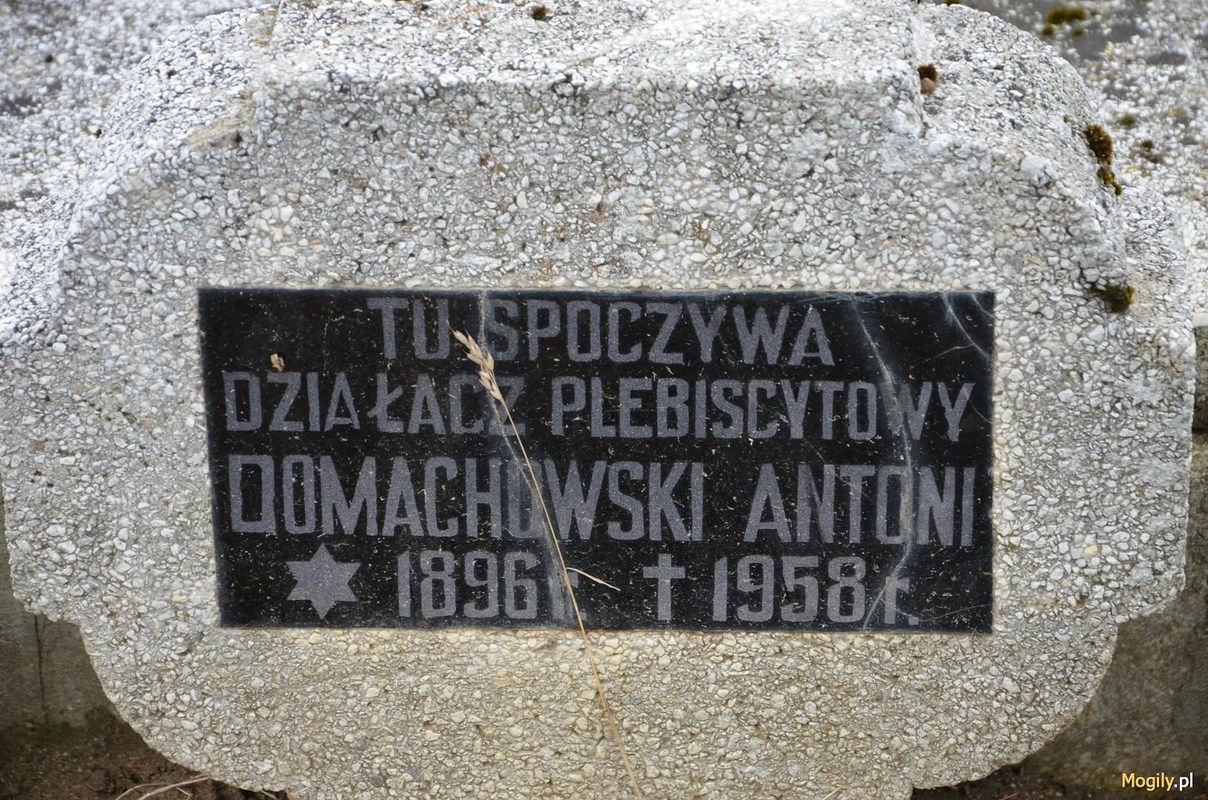 TU SPOCZYWA
DZIAŁACZ PLEBISCYTOWY
DOMACHOWSKI ANTONI
✶ 1896 r. † 1958 r.
Mogily.pl